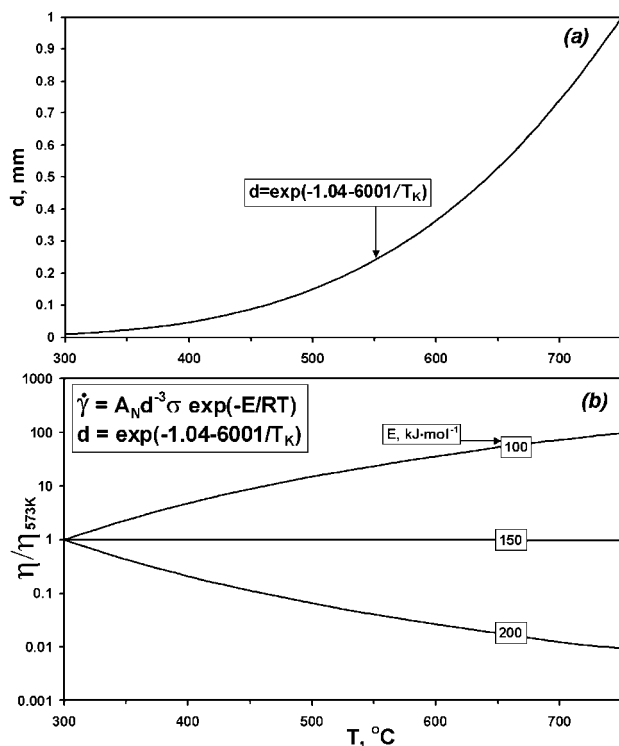 (a)
1
0.9
0.8
0.7
0.6
0.5
0.4
0.3
0.2
0.1
0
d, mm
d=exp(-1.04-6001/T_K)
300 400 500 600 700
(b)
1000
100
10
1
0.1
0.01
0.001
η/η_573K
γ̇ = A_N d⁻³σ exp(-E/RT)
d = exp(-1.04-6001/T_K)
E, kJ·mol⁻¹
100
150
200
300 400 500 600 700
T, °C